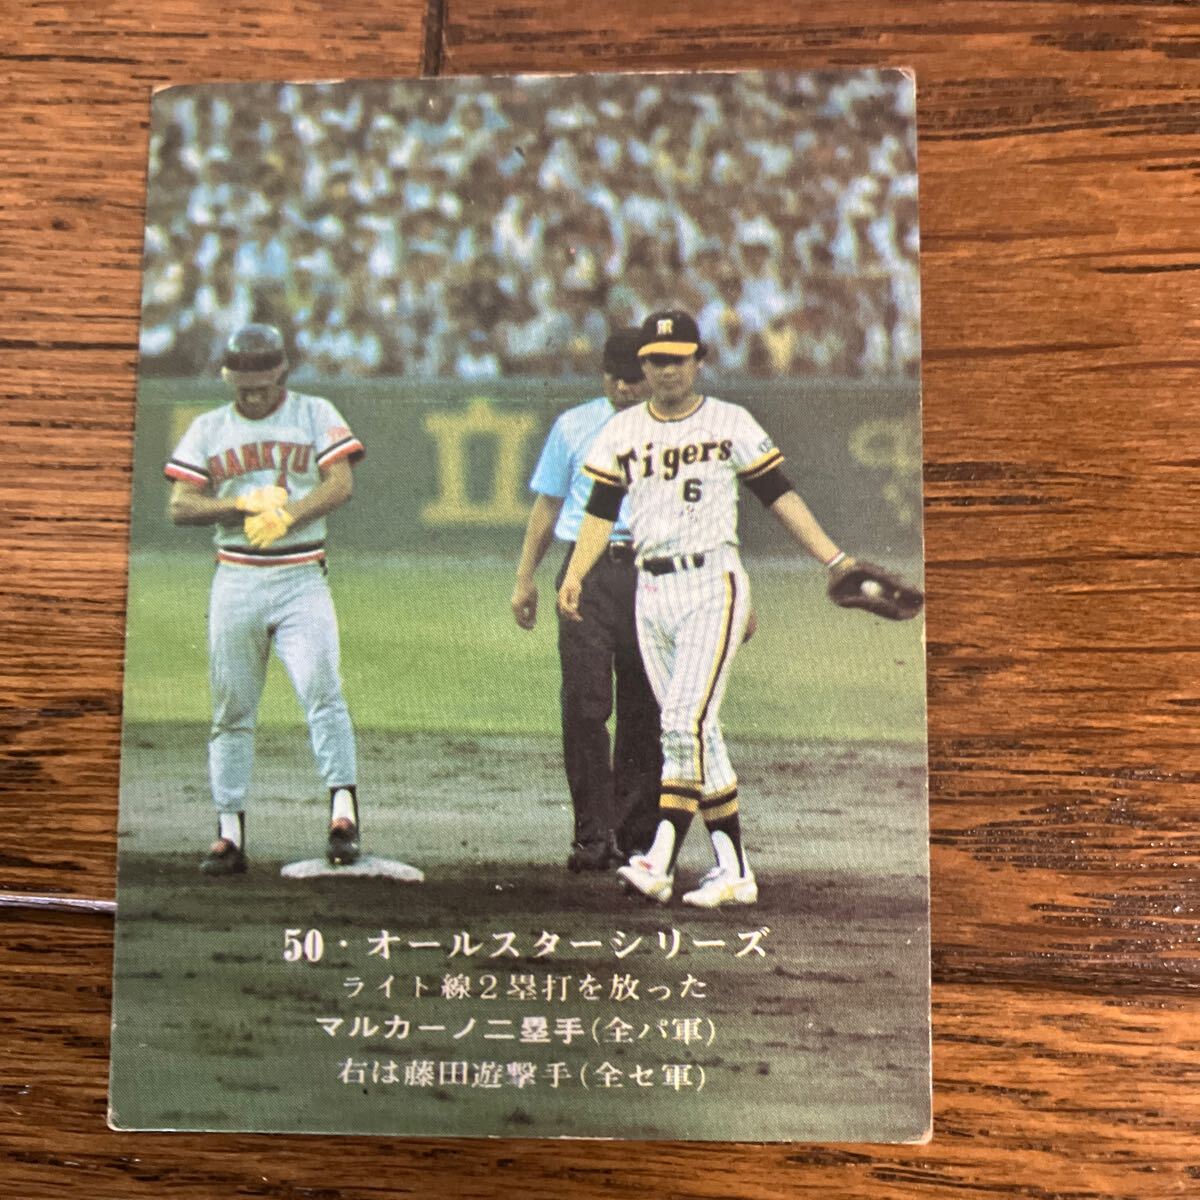 HANKYU
TR
Tigers
6
立
50・オールスターシリーズ
ライト線2塁打を放った
マルカーノ二塁手(全パ軍)
右は藤田遊撃手(全セ軍)